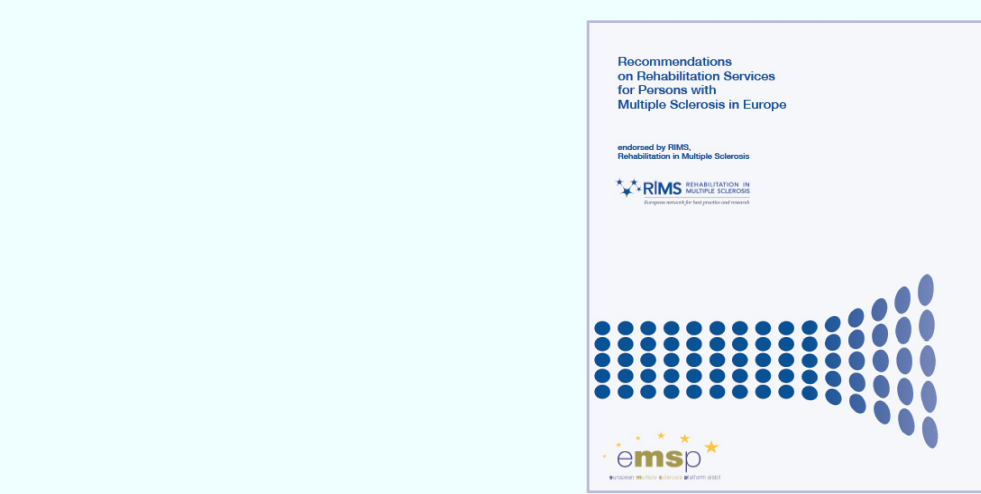 Recommendations
on Rehabilitation Services
for Persons with
Multiple Sclerosis in Europe
endorsed by RIMS,
Rehabilitation in Multiple Sclerosis
RIMS REHABILITATION IN
MULTIPLE SCLEROSIS
European network for best practice and research
emsp
european multiple sclerosis platform aisbl